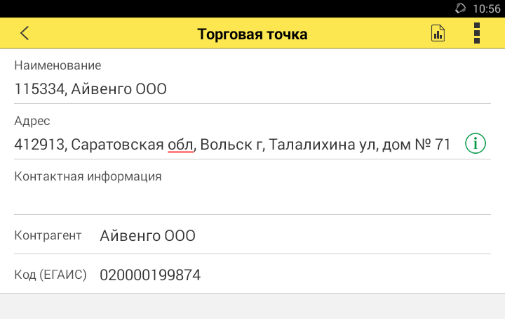 10:56
Торговая точка
Наименование
115334, Айвенго ООО
Адрес
412913, Саратовская обл, Вольск г, Талалихина ул, дом № 71
Контактная информация
Контрагент Айвенго ООО
Код (ЕГАИС) 020000199874